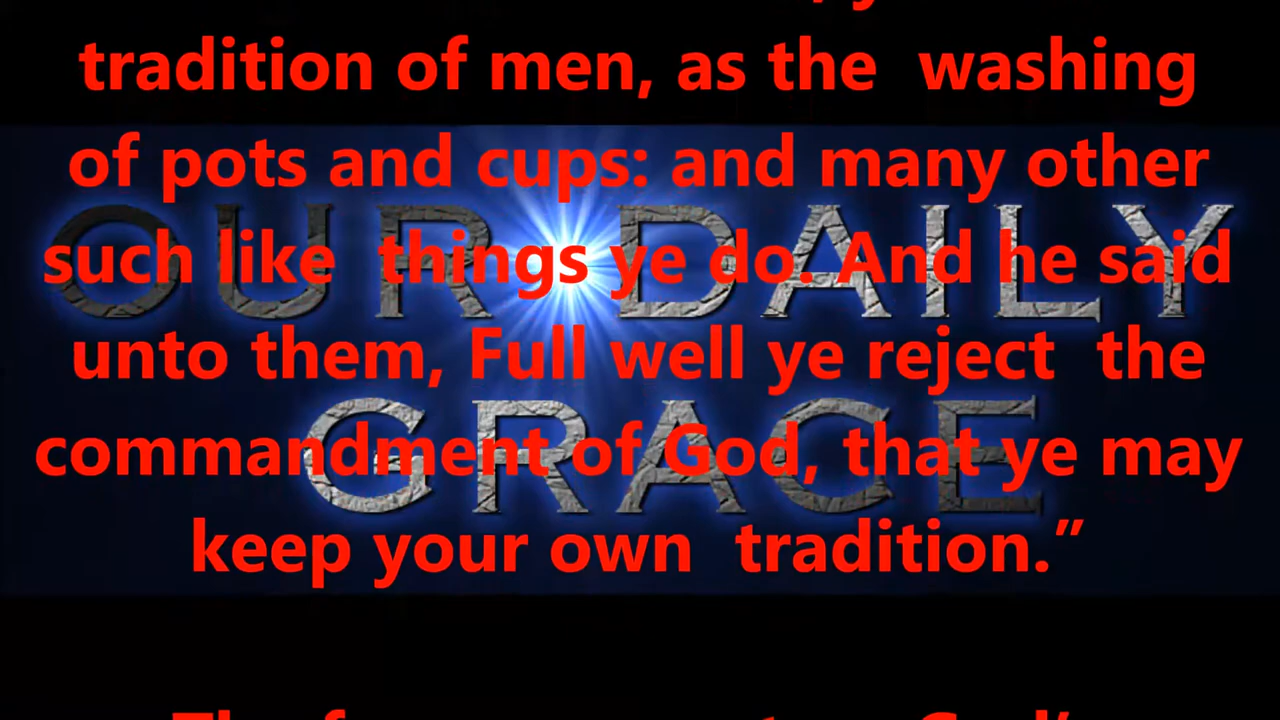 tradition of men, as the washing
of pots and cups: and many other
such like things ye do. And he said
unto them, Full well ye reject the
commandment of God, that ye may
keep your own tradition.”
OUR DAILY
GRACE